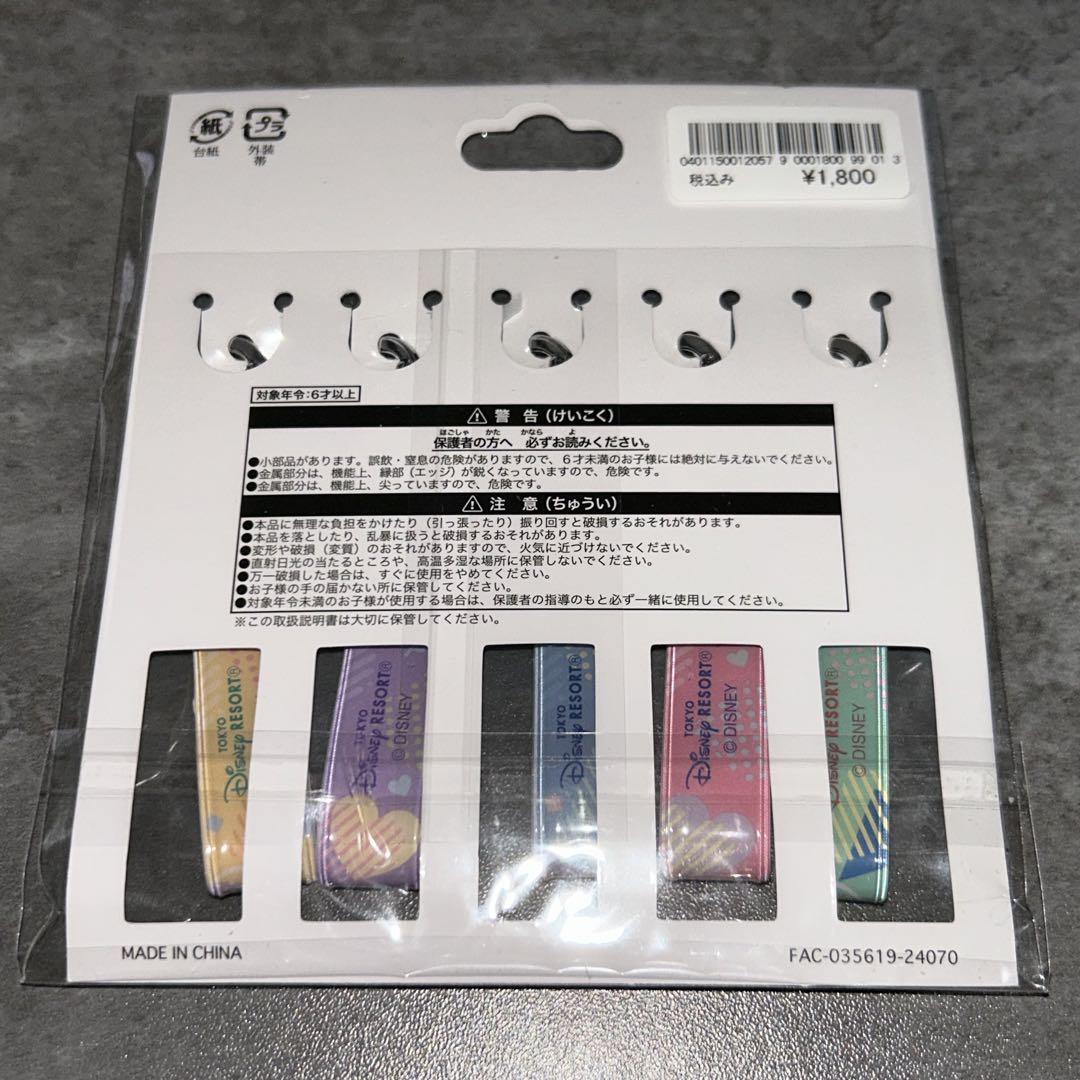 紙
プラ
台紙
外装
帯
0401150012057 9 0001800 99 01 3
税込み ¥1,800
対象年令:6才以上
⚠警 告(けいこく)
ほごしゃ かた かなら よ
保護者の方へ 必ずお読みください。
●小部品があります。誤飲・窒息の危険がありますので、6才未満のお子様には絶対に与えないでください。
●金属部分は、機能上、縁部(エッジ)が鋭くなっていますので、危険です。
●金属部分は、機能上、尖っていますので、危険です。
⚠注 意(ちゅうい)
●本品に無理な負担をかけたり(引っ張ったり)振り回すと破損するおそれがあります。
●本品を落としたり、乱暴に扱うと破損するおそれがあります。
●変形や破損(変質)のおそれがありますので、火気に近づけないでください。
●直射日光の当たるところや、高温多湿な場所に保管しないでください。
●万一破損した場合は、すぐに使用をやめてください。
●お子様の手の届かない所に保管してください。
●対象年令未満のお子様が使用する場合は、保護者の指導のもと必ず一緒に使用してください。
※この取扱説明書は大切に保管してください。
TOKYO
Disney RESORT®
TOKYO
Disney RESORT®
© DISNEY
TOKYO
Disney RESORT®
TOKYO
Disney RESORT®
© DISNEY
Disney RESORT®
© DISNEY
MADE IN CHINA
FAC-035619-24070